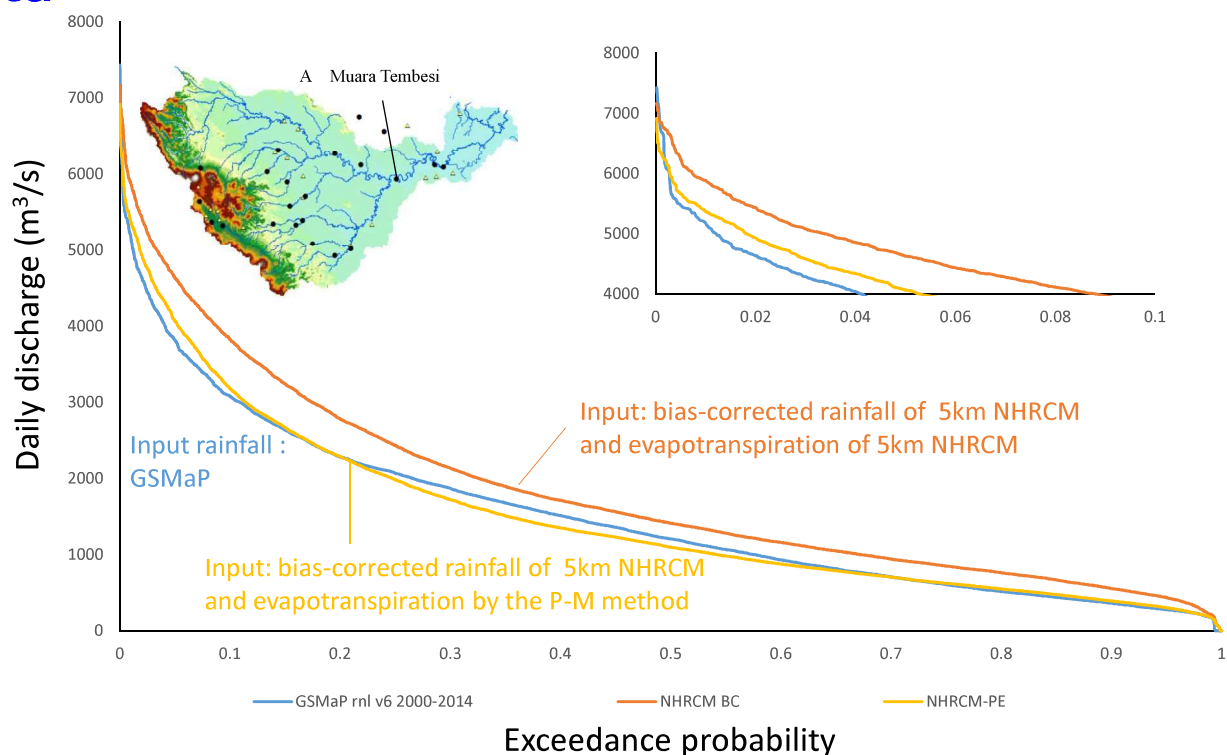 8000
7000
6000
5000
4000
3000
2000
1000
0
Daily discharge (m³/s)
A Muara Tembesi
8000
7000
6000
5000
4000
0
0.02
0.04
0.06
0.08
0.1
Input: bias-corrected rainfall of 5km NHRCM
and evapotranspiration of 5km NHRCM
Input rainfall :
GSMaP
Input: bias-corrected rainfall of 5km NHRCM
and evapotranspiration by the P-M method
0
0.1
0.2
0.3
0.4
0.5
0.6
0.7
0.8
0.9
1
GSMaP rnl v6 2000-2014
NHRCM BC
NHRCM-PE
Exceedance probability